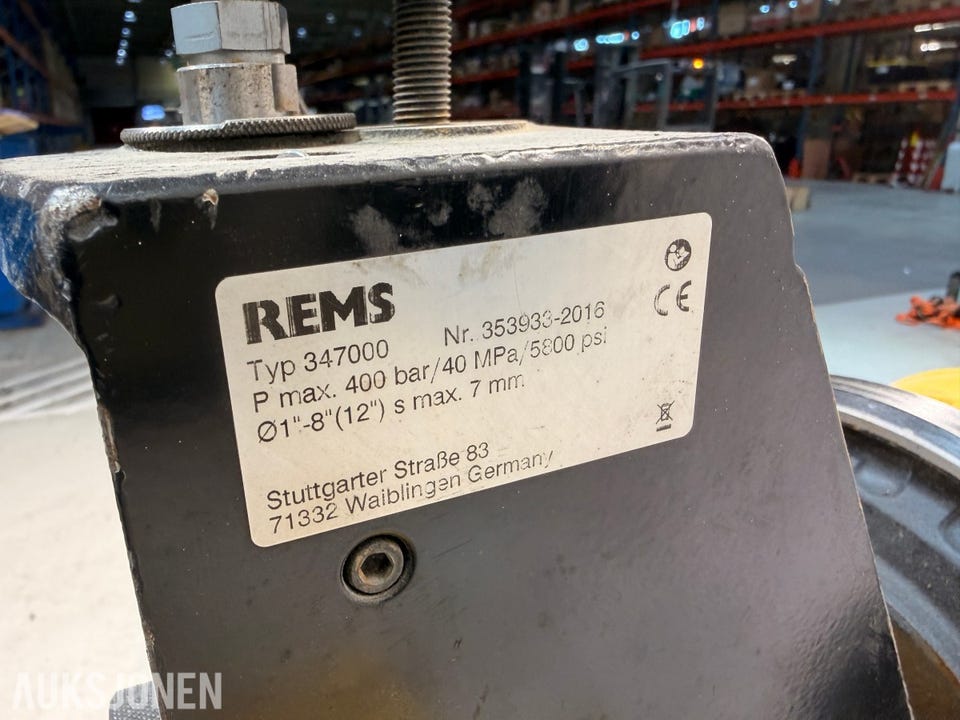 REMS
Typ 347000 Nr. 353933-2016
P max. 400 bar/40 MPa/5800 psi
Ø1"-8"(12") s max. 7 mm
CE
Stuttgarter Straße 83
71332 Waiblingen Germany
AUKSJONEN